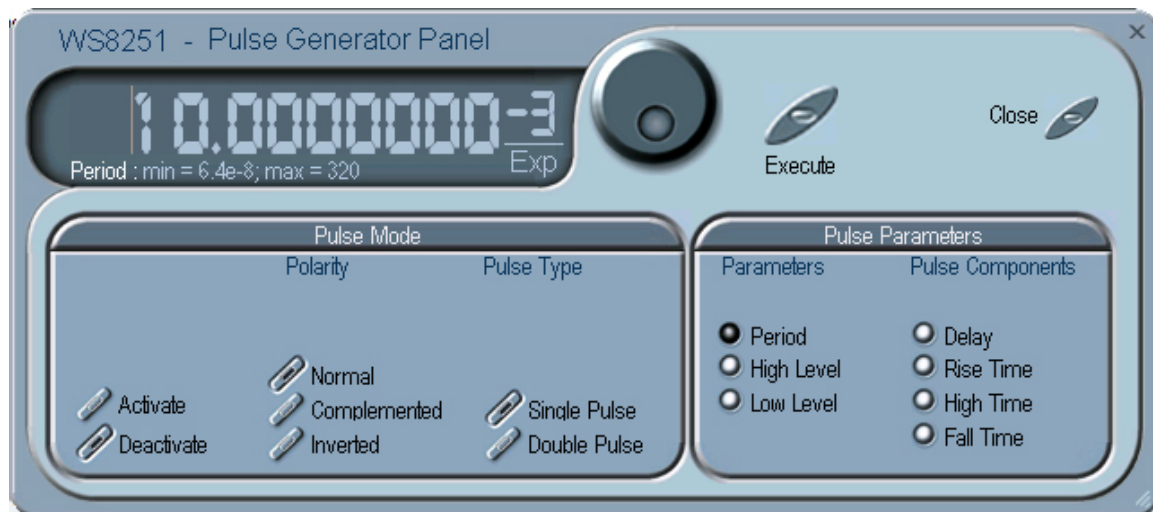 WS8251 - Pulse Generator Panel
10.0000000-3
Exp
Period : min = 6.4e-8; max = 320
Execute
Close
Pulse Mode
Polarity
Pulse Type
Activate
Deactivate
Normal
Complemented
Inverted
Single Pulse
Double Pulse
Pulse Parameters
Parameters
Pulse Components
Period
High Level
Low Level
Delay
Rise Time
High Time
Fall Time